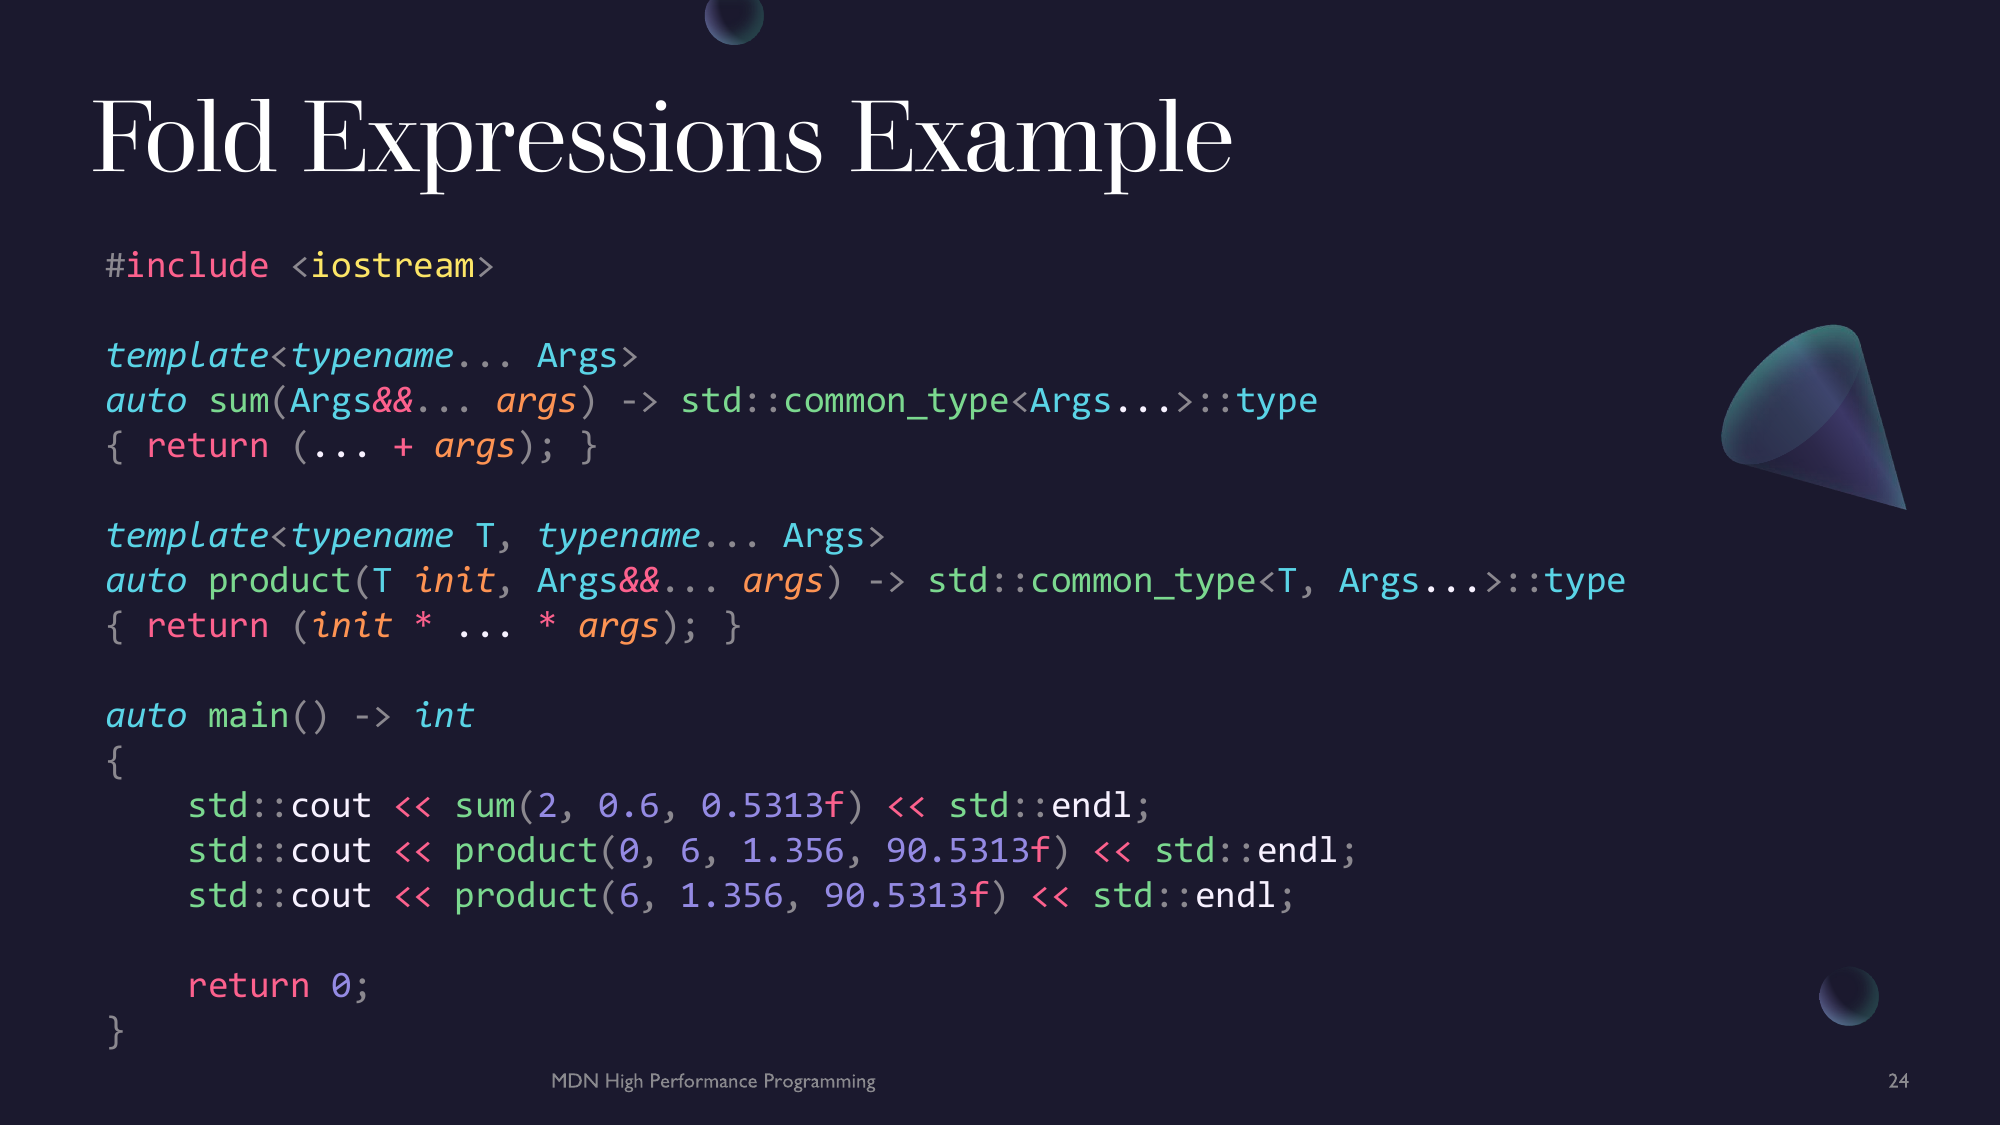 Fold Expressions Example
#include <iostream>
template<typename... Args>
auto sum(Args&&... args) -> std::common_type<Args...>::type
{ return (... + args); }
template<typename T, typename... Args>
auto product(T init, Args&&... args) -> std::common_type<T, Args...>::type
{ return (init * ... * args); }
auto main() -> int
{
    std::cout << sum(2, 0.6, 0.5313f) << std::endl;
    std::cout << product(0, 6, 1.356, 90.5313f) << std::endl;
    std::cout << product(6, 1.356, 90.5313f) << std::endl;
    return 0;
}
MDN High Performance Programming
24